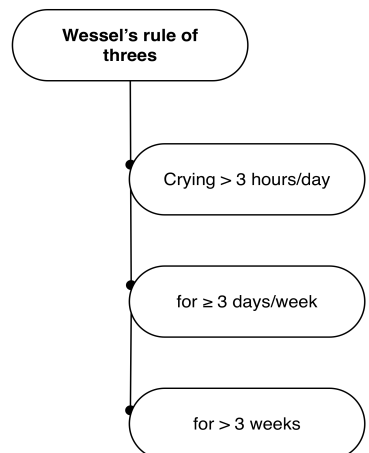 Wessel's rule of
threes
Crying > 3 hours/day
for ≥ 3 days/week
for > 3 weeks